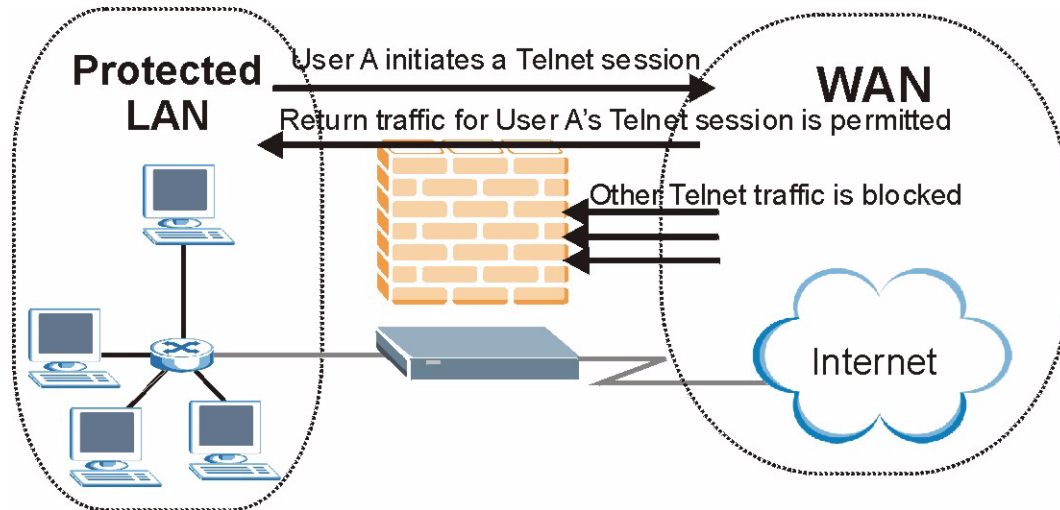 User A initiates a Telnet session
Protected
LAN
WAN
Return traffic for User A's Telnet session is permitted
Other Telnet traffic is blocked
Internet